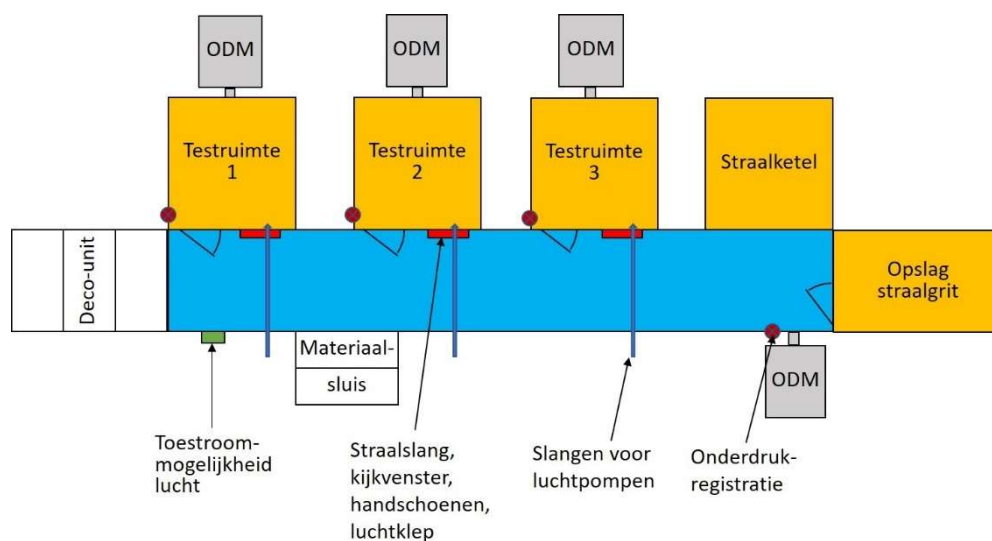 ODM
ODM
ODM
Testruimte
1
Testruimte
2
Testruimte
3
Straalketel
Deco-unit
Opslag
straalgrit
Materiaal-
sluis
ODM
Toestroom-
mogelijkheid
lucht
Straalslang,
kijkvenster,
handschoenen,
luchtklep
Slangen voor
luchtpompen
Onderdruk-
registratie